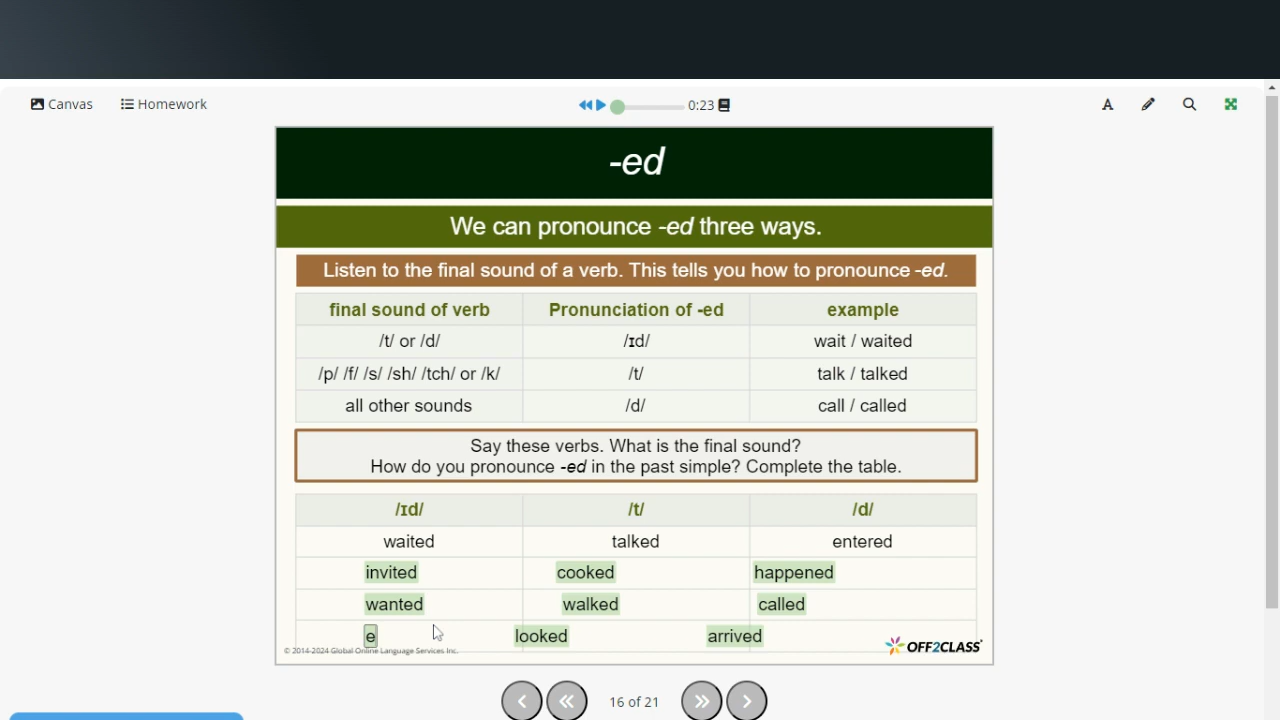 Canvas Homework 0:23 A
-ed
We can pronounce -ed three ways.
Listen to the final sound of a verb. This tells you how to pronounce -ed.
final sound of verb Pronunciation of -ed example
/t/ or /d/ /ɪd/ wait / waited
/p/ /f/ /s/ /sh/ /tch/ or /k/ /t/ talk / talked
all other sounds /d/ call / called
Say these verbs. What is the final sound?
How do you pronounce -ed in the past simple? Complete the table.
/ɪd/ /t/ /d/
waited talked entered
invited cooked happened
wanted walked called
e looked arrived
© 2014-2024 Global Online Language Services Inc. OFF2CLASS
16 of 21